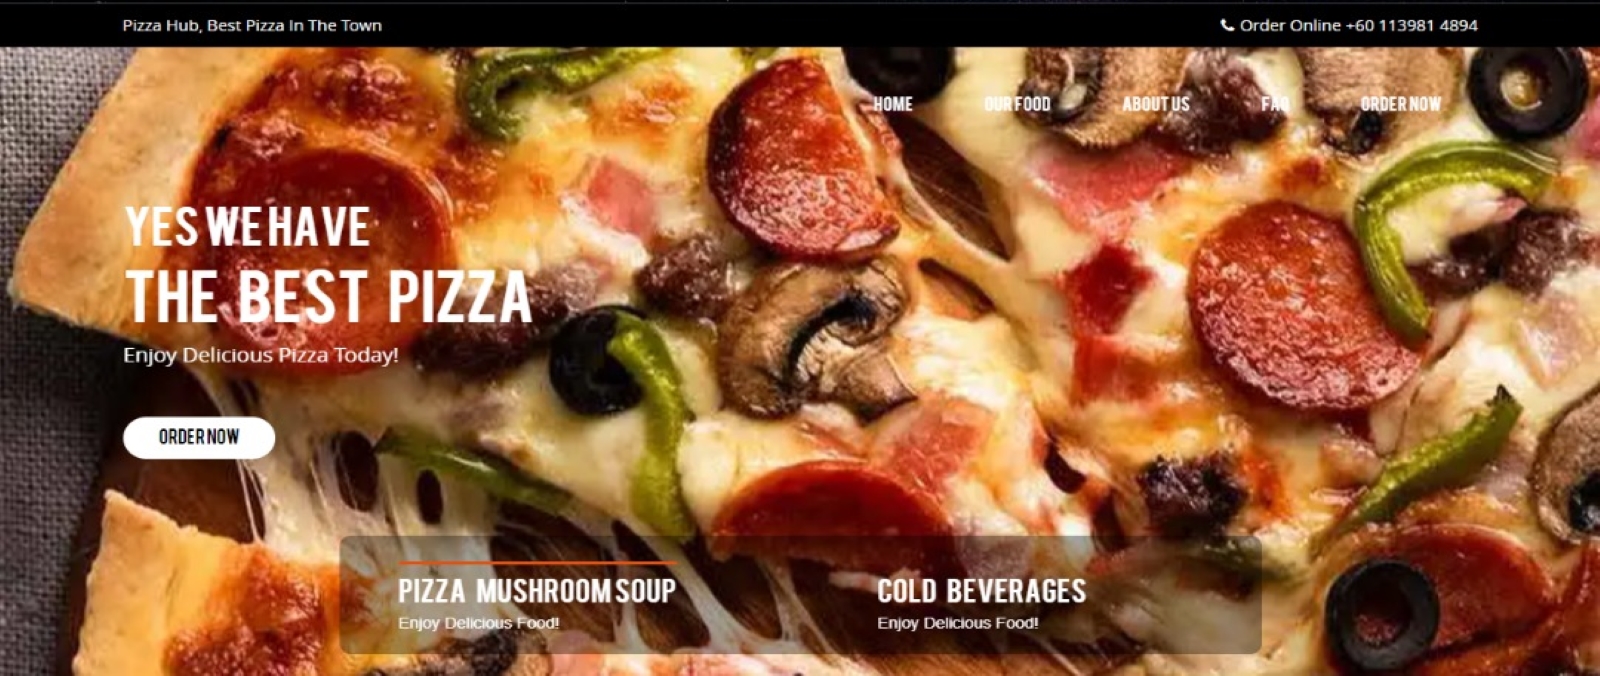 Pizza Hub, Best Pizza In The Town
Order Online +60 113981 4894
HOME OUR FOOD ABOUT US FAQ ORDER NOW
YES WE HAVE
THE BEST PIZZA
Enjoy Delicious Pizza Today!
ORDER NOW
PIZZA MUSHROOM SOUP
Enjoy Delicious Food!
COLD BEVERAGES
Enjoy Delicious Food!